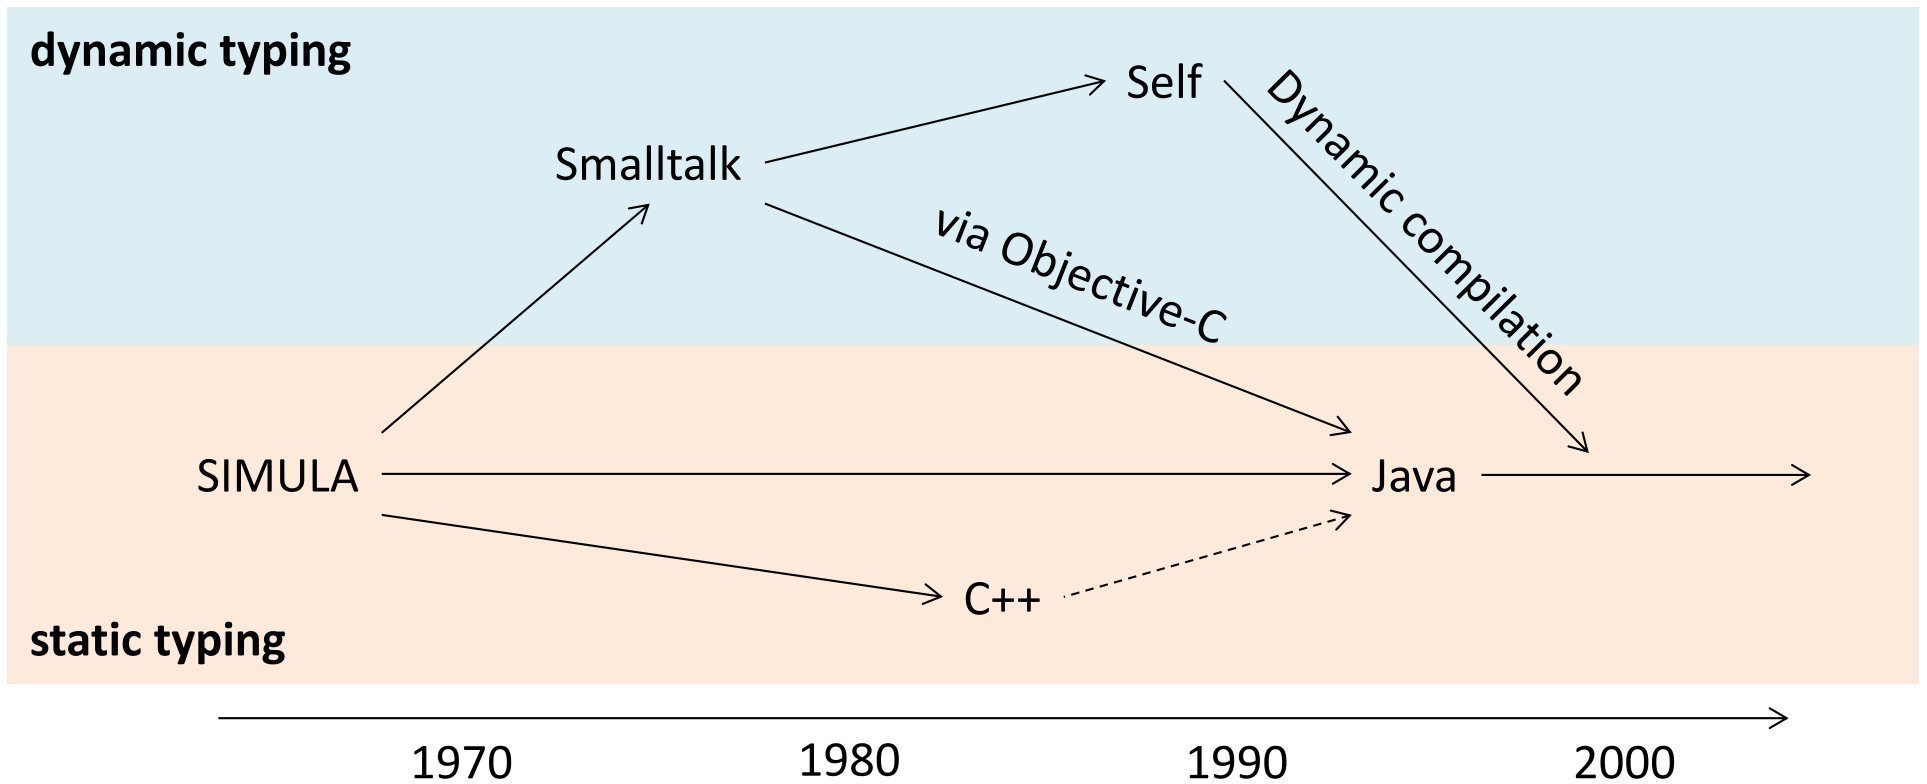 dynamic typing
Self
Dynamic compilation
Smalltalk
via Objective-C
SIMULA
Java
C++
static typing
1970
1980
1990
2000